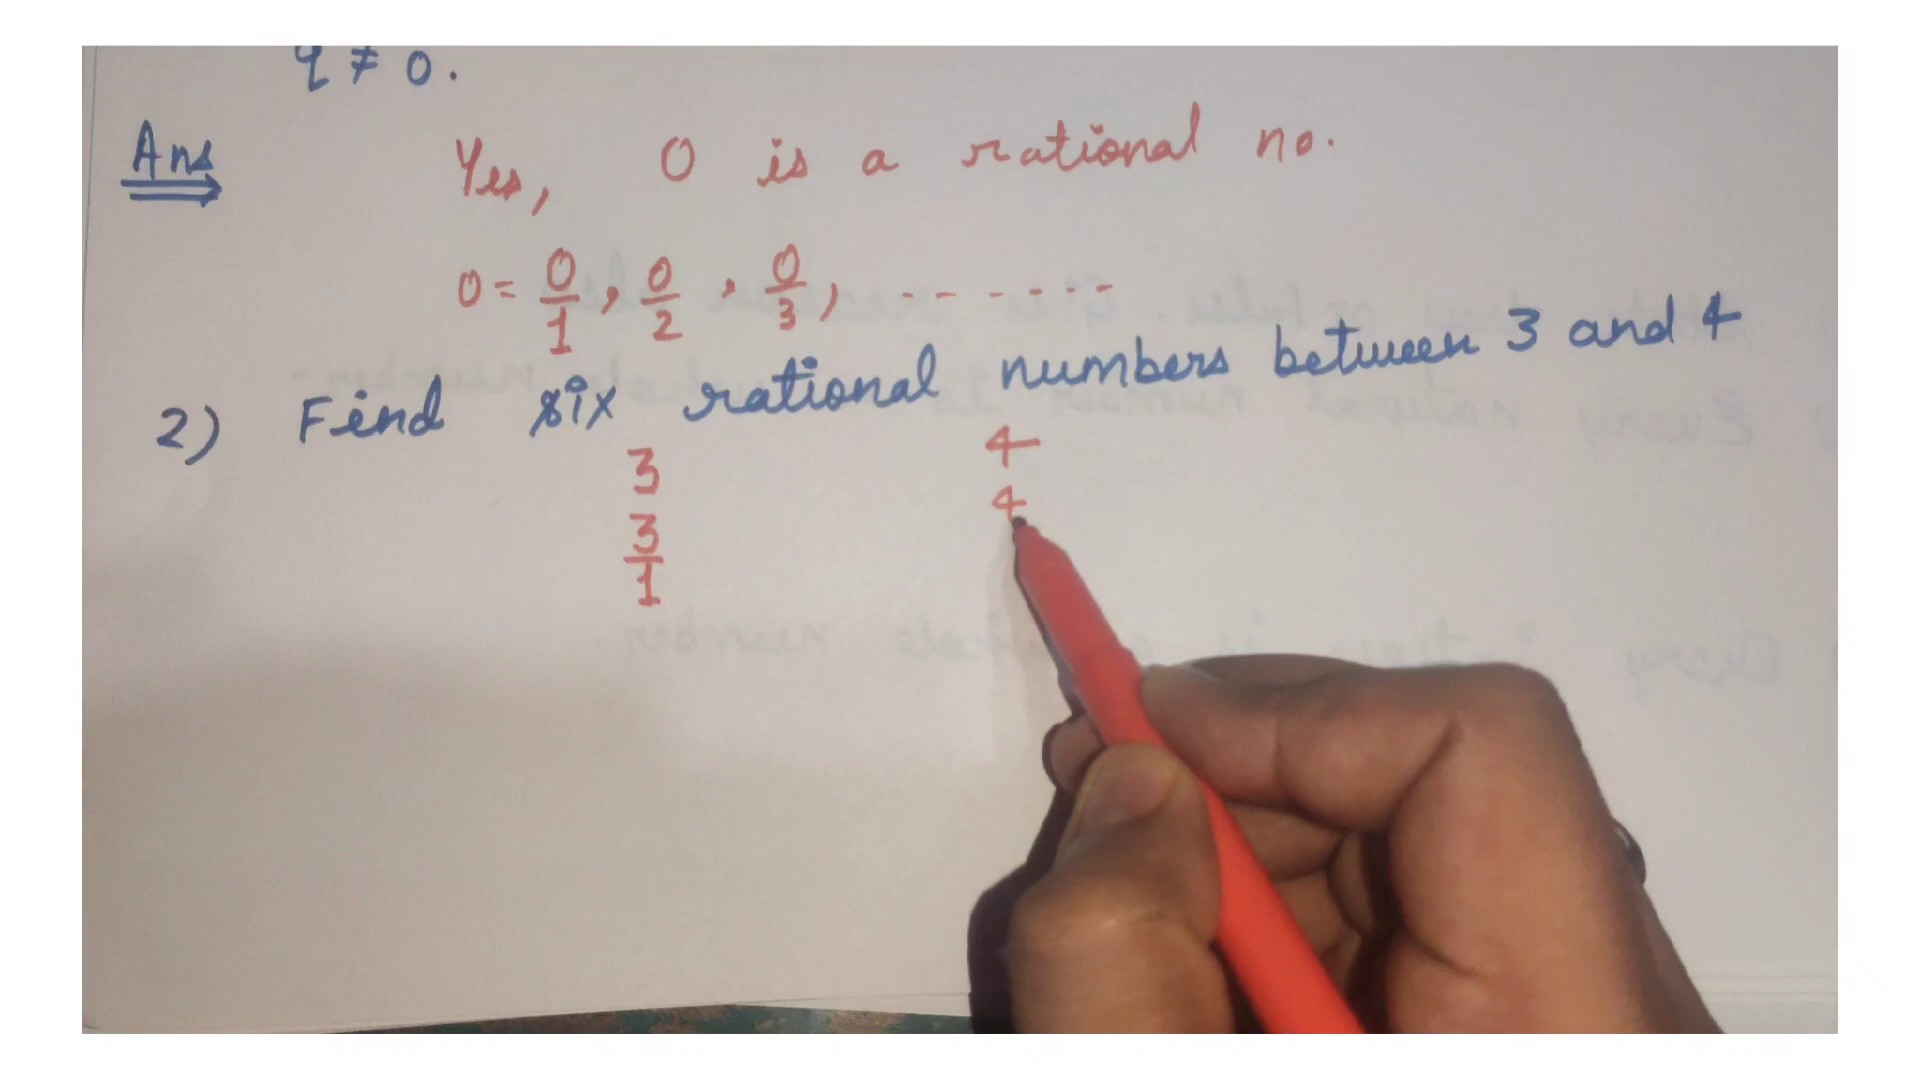 q ≠ 0.
Ans
Yes, 0 is a rational no.
0 = 0/1, 0/2, 0/3, -------
2) Find six rational numbers between 3 and 4
3 4
3/1 4